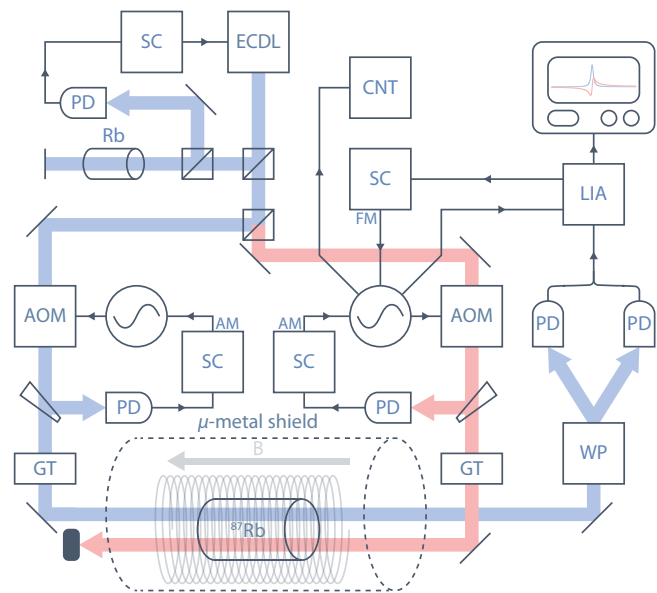 SC
ECDL
PD
CNT
Rb
SC
LIA
FM
AOM
AM
AM
AOM
PD
PD
SC
SC
PD
PD
μ-metal shield
B
WP
GT
GT
⁸⁷Rb